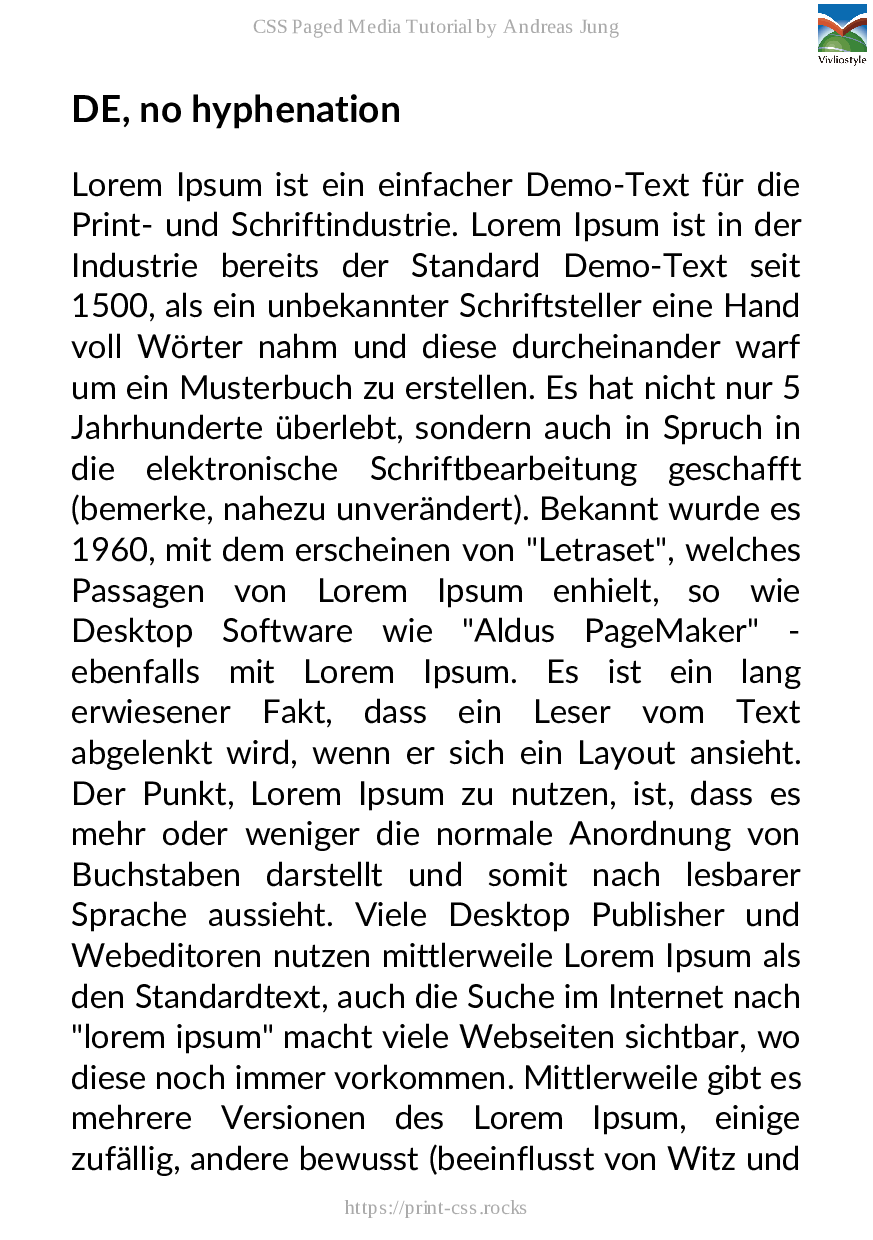 CSS Paged Media Tutorial by Andreas Jung
Vivliostyle
DE, no hyphenation
Lorem Ipsum ist ein einfacher Demo-Text für die
Print- und Schriftindustrie. Lorem Ipsum ist in der
Industrie bereits der Standard Demo-Text seit
1500, als ein unbekannter Schriftsteller eine Hand
voll Wörter nahm und diese durcheinander warf
um ein Musterbuch zu erstellen. Es hat nicht nur 5
Jahrhunderte überlebt, sondern auch in Spruch in
die elektronische Schriftbearbeitung geschafft
(bemerke, nahezu unverändert). Bekannt wurde es
1960, mit dem erscheinen von "Letraset", welches
Passagen von Lorem Ipsum enhielt, so wie
Desktop Software wie "Aldus PageMaker" -
ebenfalls mit Lorem Ipsum. Es ist ein lang
erwiesener Fakt, dass ein Leser vom Text
abgelenkt wird, wenn er sich ein Layout ansieht.
Der Punkt, Lorem Ipsum zu nutzen, ist, dass es
mehr oder weniger die normale Anordnung von
Buchstaben darstellt und somit nach lesbarer
Sprache aussieht. Viele Desktop Publisher und
Webeditoren nutzen mittlerweile Lorem Ipsum als
den Standardtext, auch die Suche im Internet nach
"lorem ipsum" macht viele Webseiten sichtbar, wo
diese noch immer vorkommen. Mittlerweile gibt es
mehrere Versionen des Lorem Ipsum, einige
zufällig, andere bewusst (beeinflusst von Witz und
https://print-css.rocks